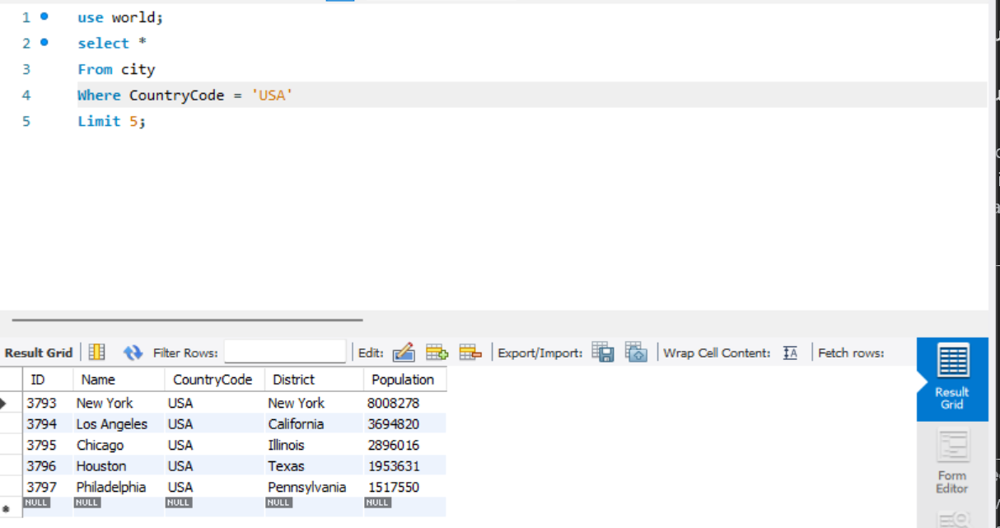 1 use world;
2 select *
3 From city
4 Where CountryCode = 'USA'
5 Limit 5;
Result Grid Filter Rows: Edit: Export/Import: Wrap Cell Content: Fetch rows:
ID Name CountryCode District Population
3793 New York USA New York 8008278
3794 Los Angeles USA California 3694820
3795 Chicago USA Illinois 2896016
3796 Houston USA Texas 1953631
3797 Philadelphia USA Pennsylvania 1517550
NULL NULL NULL NULL NULL
Result
Grid
Form
Editor